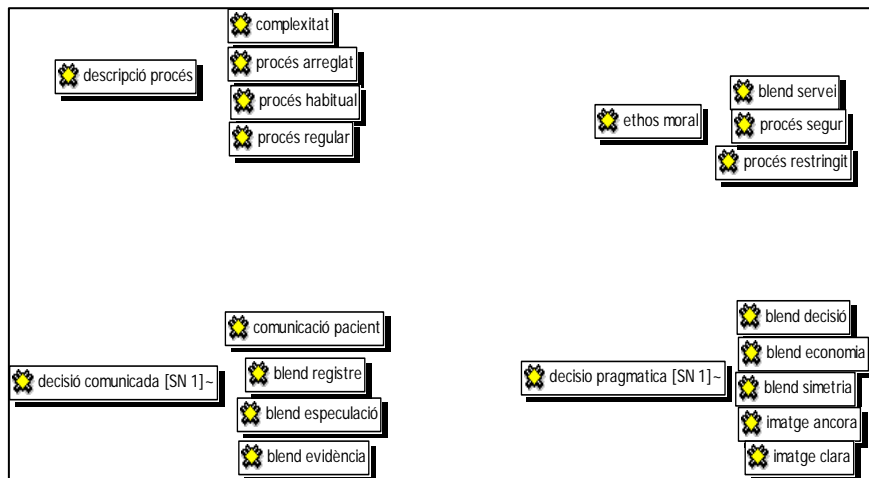 complexitat
descripció procés
procés arreglat
procés habitual
procés regular
ethos moral
blend servei
procés segur
procés restringit
comunicació pacient
decisió comunicada [SN 1]~
blend registre
blend especulació
blend evidència
decisio pragmatica [SN 1]~
blend decisió
blend economia
blend simetria
imatge ancora
imatge clara